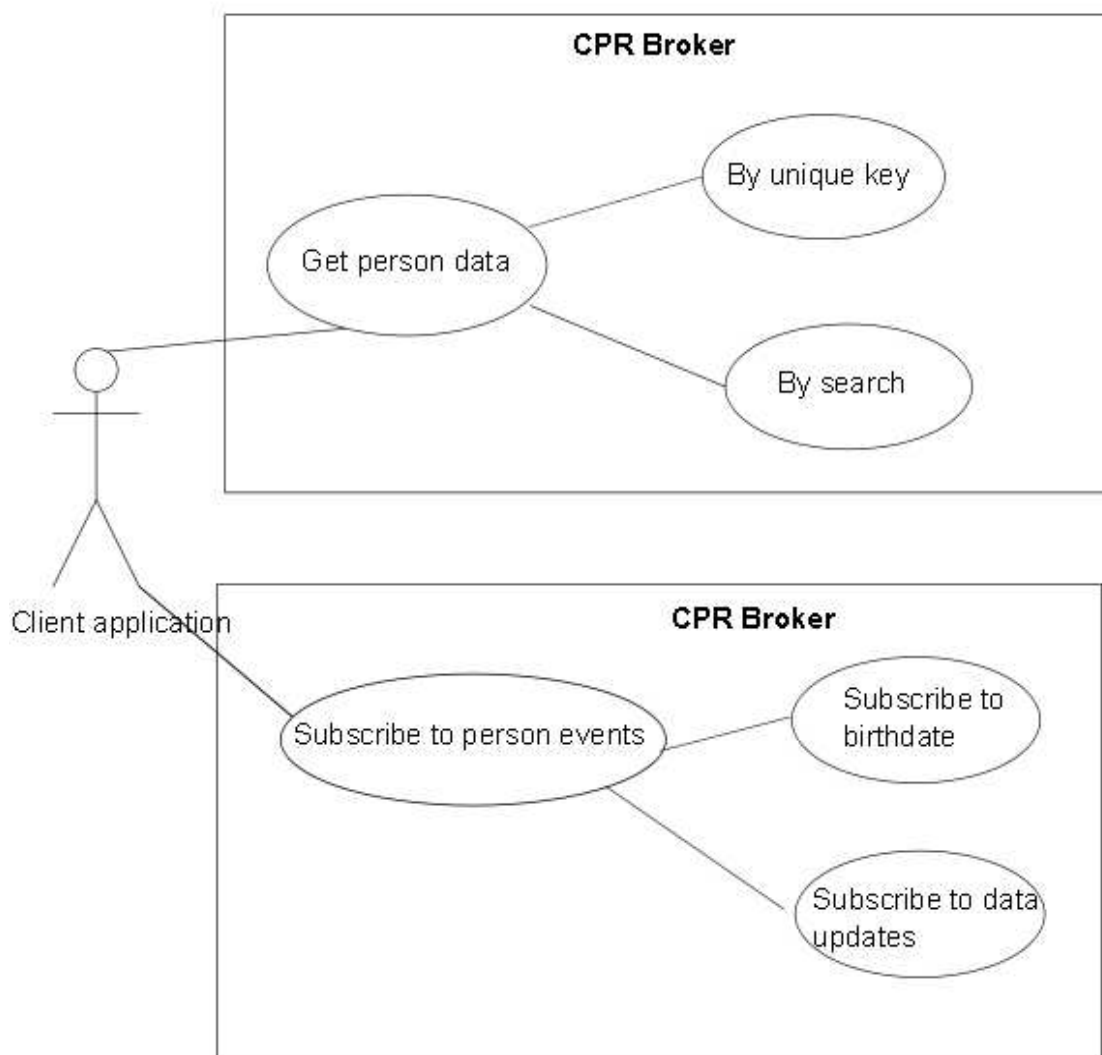 CPR Broker
By unique key
Get person data
By search
Client application
CPR Broker
Subscribe to
birthdate
Subscribe to person events
Subscribe to data
updates